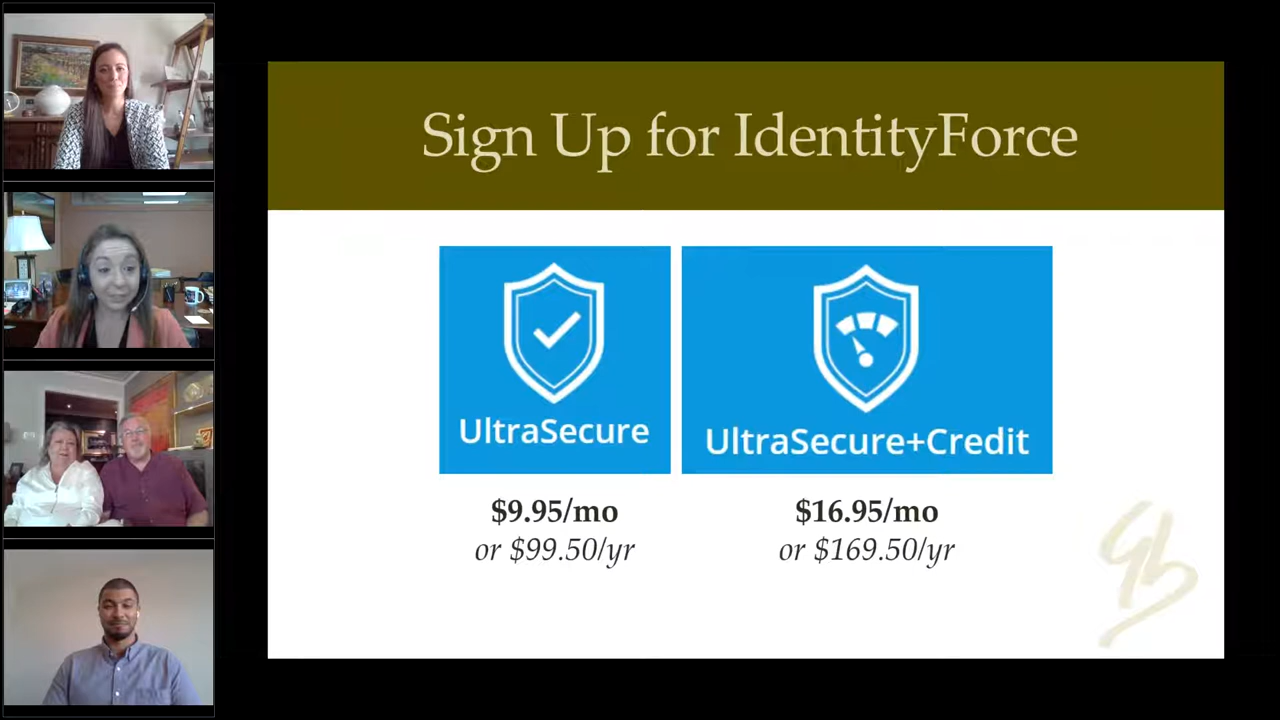 Sign Up for IdentityForce
UltraSecure
UltraSecure+Credit
$9.95/mo
or $99.50/yr
$16.95/mo
or $169.50/yr